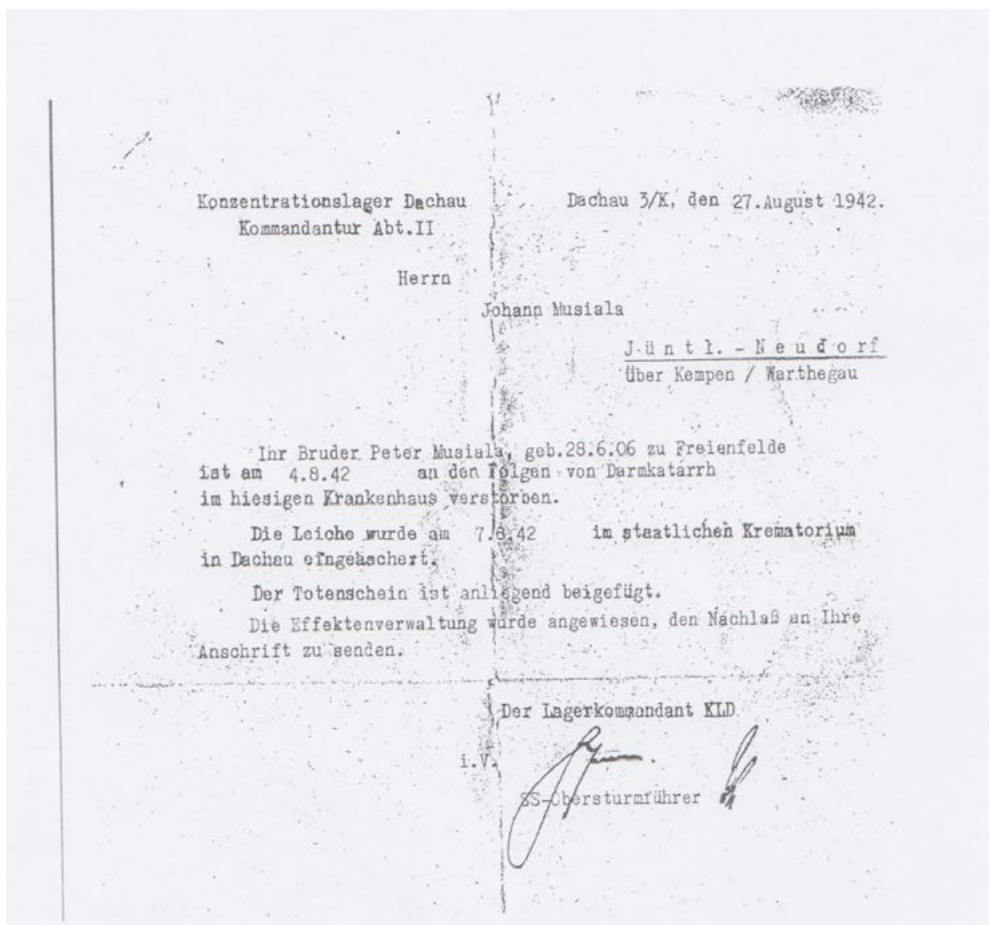 Konzentrationslager Dachau
Kommandantur Abt.II
Dachau 3/K, den 27.August 1942.
Herrn
Johann Musiala
Jüntl. - Neudorf
Über Kempen / Warthegau
Ihr Bruder Peter Musiala, geb.28.6.06 zu Freienfelde
ist am 4.8.42 an den Folgen von Darmkatarrh
im hiesigen Krankenhaus verstorben.
Die Leiche wurde am 7.8.42 im staatlichen Krematorium
in Dachau eingeäschert.
Der Totenschein ist anliegend beigefügt.
Die Effektenverwaltung wurde angewiesen, den Nachlaß an Ihre
Anschrift zu senden.
Der Lagerkommandant KLD
i.V.
SS-Obersturmführer